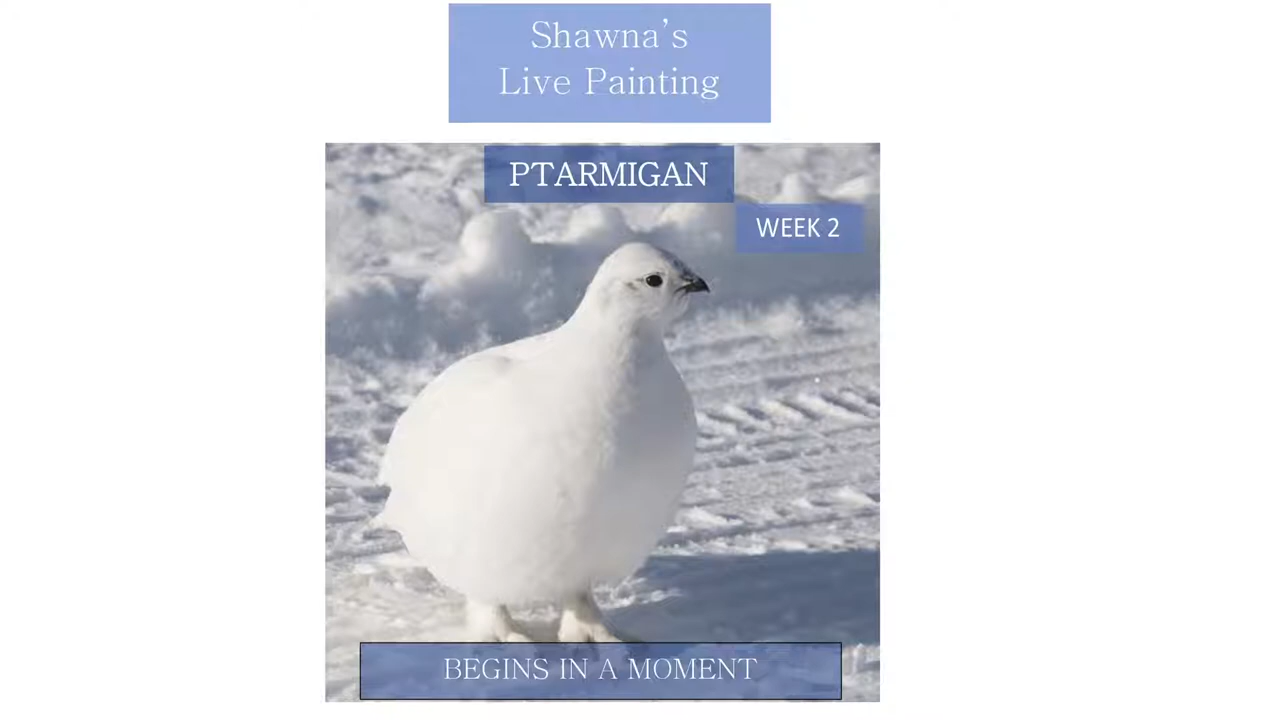 Shawna's
Live Painting
PTARMIGAN
WEEK 2
BEGINS IN A MOMENT